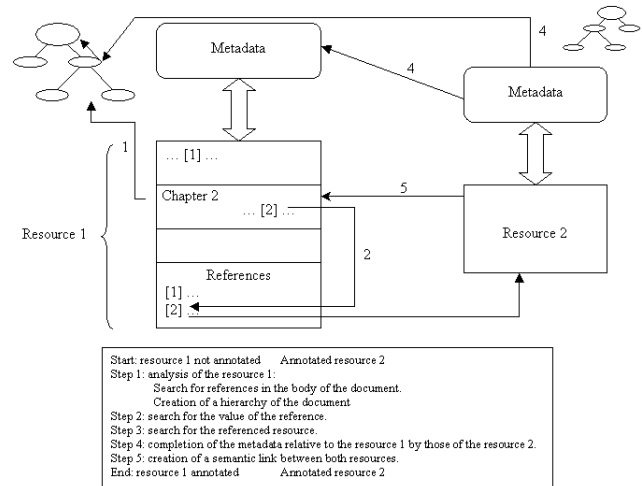 4
Metadata
4
Metadata
1
… [1] …
Chapter 2
… [2] …
5
Resource 1
2
Resource 2
References
[1] …
[2] …
Start: resource 1 not annotated Annotated resource 2
Step 1: analysis of the resource 1:
Search for references in the body of the document.
Creation of a hierarchy of the document
Step 2: search for the value of the reference.
Step 3: search for the referenced resource.
Step 4: completion of the metadata relative to the resource 1 by those of the resource 2.
Step 5: creation of a semantic link between both resources.
End: resource 1 annotated Annotated resource 2